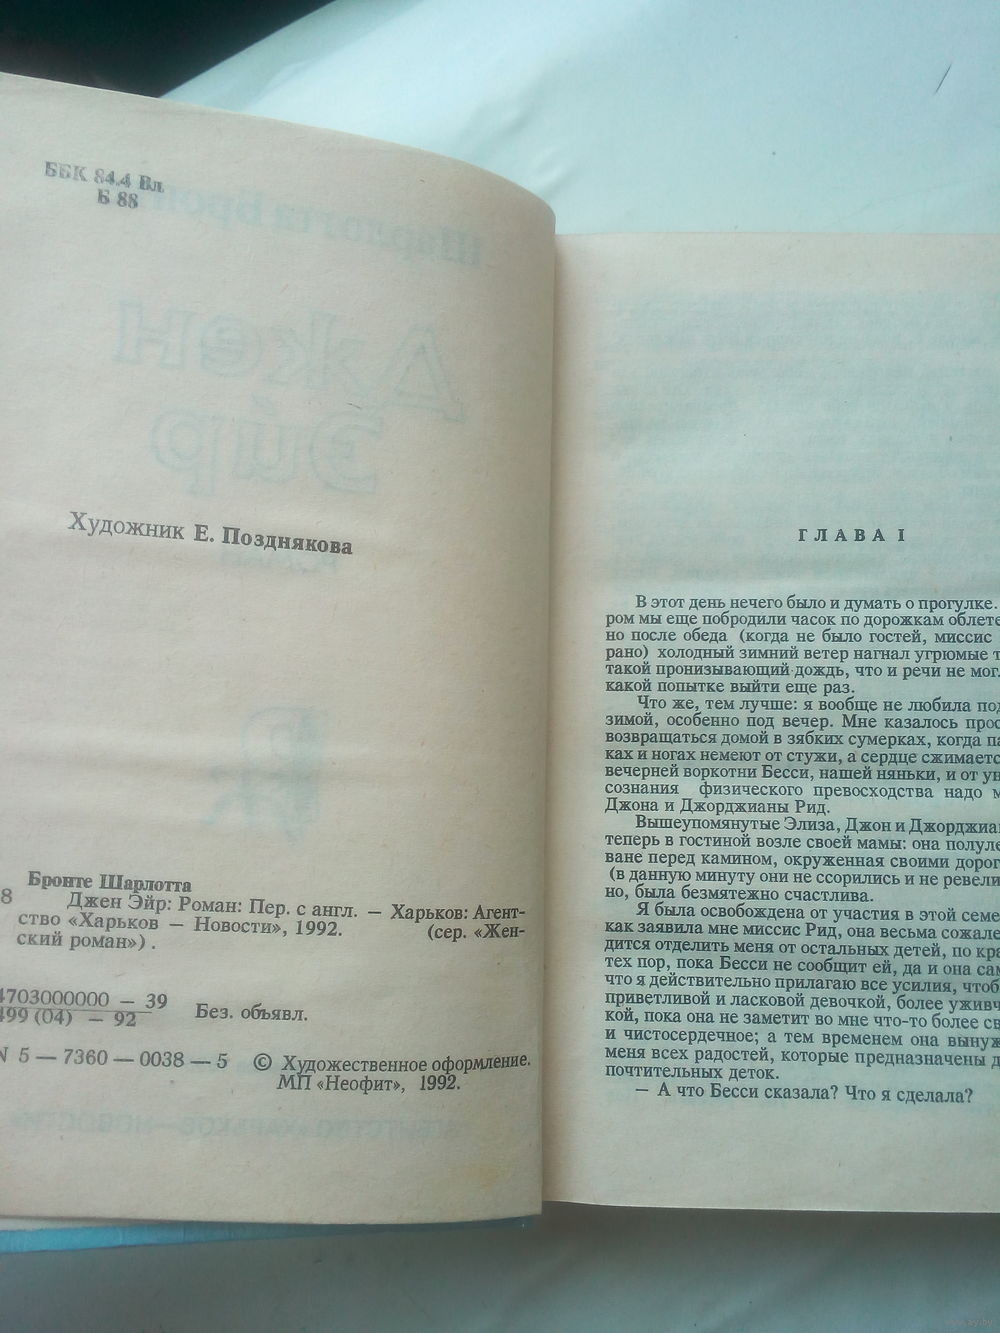 ББК 84.4 Вл
Б 88
Художник Е. Позднякова
Бронте Шарлотта
8 Джен Эйр: Роман: Пер. с англ. — Харьков: Агент-
ство «Харьков — Новости», 1992. (сер. «Жен-
ский роман») .
4703000000 — 39
499 (04) — 92
Без. объявл.
N 5 — 7360 — 0038 — 5 © Художественное оформление.
МП «Неофит», 1992.
ГЛАВА I
В этот день нечего было и думать о прогулке.
ром мы еще побродили часок по дорожкам облете
но после обеда (когда не было гостей, миссис
рано) холодный зимний ветер нагнал угрюмые т
такой пронизывающий дождь, что и речи не мог
какой попытке выйти еще раз.
Что же, тем лучше: я вообще не любила под
зимой, особенно под вечер. Мне казалось прос
возвращаться домой в зябких сумерках, когда па
ках и ногах немеют от стужи, а сердце сжимаетс
вечерней воркотни Бесси, нашей няньки, и от ун
сознания физического превосходства надо м
Джона и Джорджианы Рид.
Вышеупомянутые Элиза, Джон и Джорджиа
теперь в гостиной возле своей мамы: она полуле
ване перед камином, окруженная своими дорог
(в данную минуту они не ссорились и не ревели
но, была безмятежно счастлива.
Я была освобождена от участия в этой семе
как заявила мне миссис Рид, она весьма сожале
дится отделить меня от остальных детей, по кра
тех пор, пока Бесси не сообщит ей, да и она сам
что я действительно прилагаю все усилия, чтоб
приветливой и ласковой девочкой, более уживч
кой, пока она не заметит во мне что-то более св
и чистосердечное; а тем временем она вынуж
меня всех радостей, которые предназначены д
почтительных деток.
— А что Бесси сказала? Что я сделала?
www.ay.by